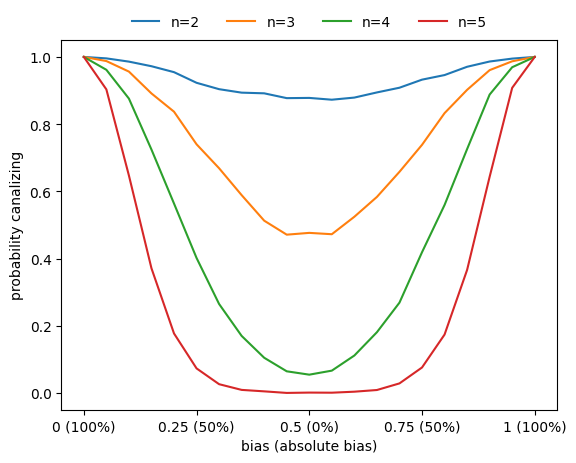 n=2 n=3 n=4 n=5
1.0
0.8
0.6
0.4
0.2
0.0
probability canalizing
0 (100%) 0.25 (50%) 0.5 (0%) 0.75 (50%) 1 (100%)
bias (absolute bias)